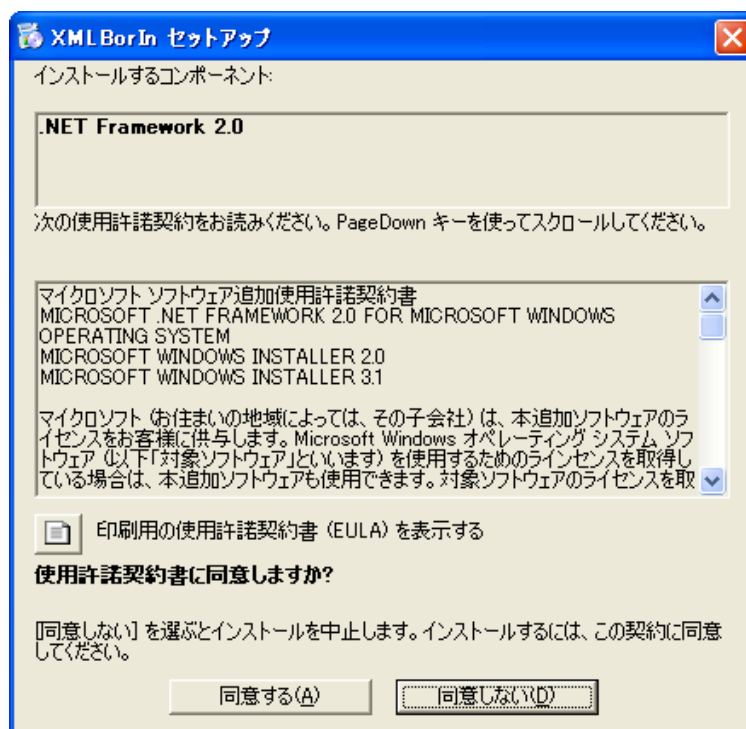 XMLBorIn セットアップ
インストールするコンポーネント:
.NET Framework 2.0
次の使用許諾契約をお読みください。PageDown キーを使ってスクロールしてください。
マイクロソフト ソフトウェア追加使用許諾契約書
MICROSOFT .NET FRAMEWORK 2.0 FOR MICROSOFT WINDOWS
OPERATING SYSTEM
MICROSOFT WINDOWS INSTALLER 2.0
MICROSOFT WINDOWS INSTALLER 3.1
マイクロソフト (お住まいの地域によっては、その子会社) は、本追加ソフトウェアのラ
イセンスをお客様に供与します。Microsoft Windows オペレーティング システム ソフ
トウェア (以下「対象ソフトウェア」といいます) を使用するためのラインセンスを取得し
ている場合は、本追加ソフトウェアも使用できます。対象ソフトウェアのライセンスを取
印刷用の使用許諾契約書 (EULA) を表示する
使用許諾契約書に同意しますか?
[同意しない] を選ぶとインストールを中止します。インストールするには、この契約に同意
してください。
同意する(A) 同意しない(D)